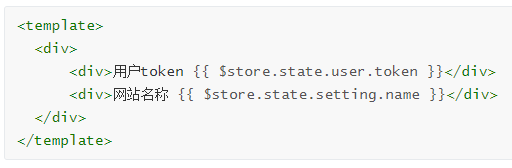 <template>
  <div>
      <div>用户token {{ $store.state.user.token }}</div>
      <div>网站名称 {{ $store.state.setting.name }}</div>
  </div>
</template>